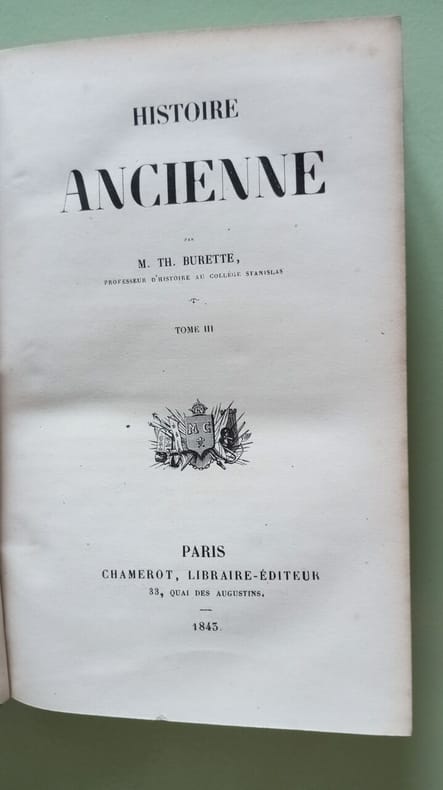 HISTOIRE
ANCIENNE
PAR
M. TH. BURETTE,
PROFESSEUR D'HISTOIRE AU COLLÈGE STANISLAS
TOME III
MC
PARIS
CHAMEROT, LIBRAIRE-ÉDITEUR
33, QUAI DES AUGUSTINS.
1843.